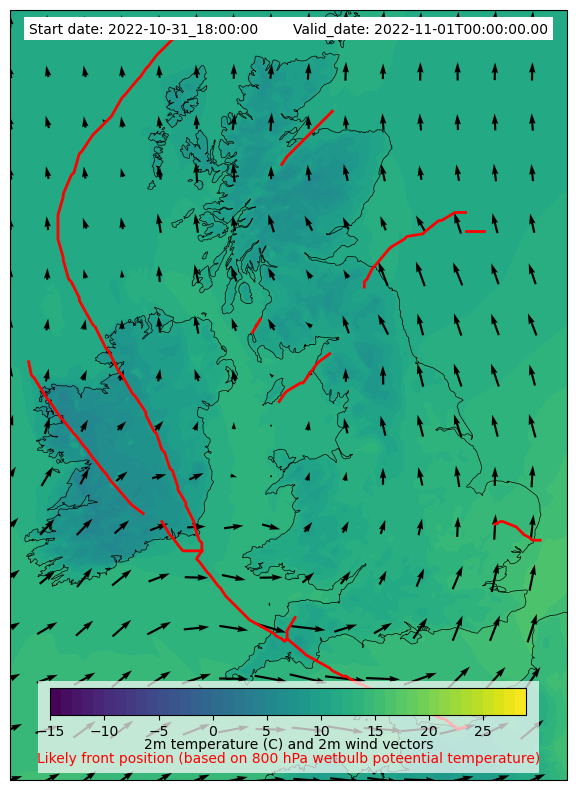 Start date: 2022-10-31_18:00:00 Valid_date: 2022-11-01T00:00:00.00
−15 −10 −5 0 5 10 15 20 25
2m temperature (C) and 2m wind vectors
Likely front position (based on 800 hPa wetbulb poteential temperature)